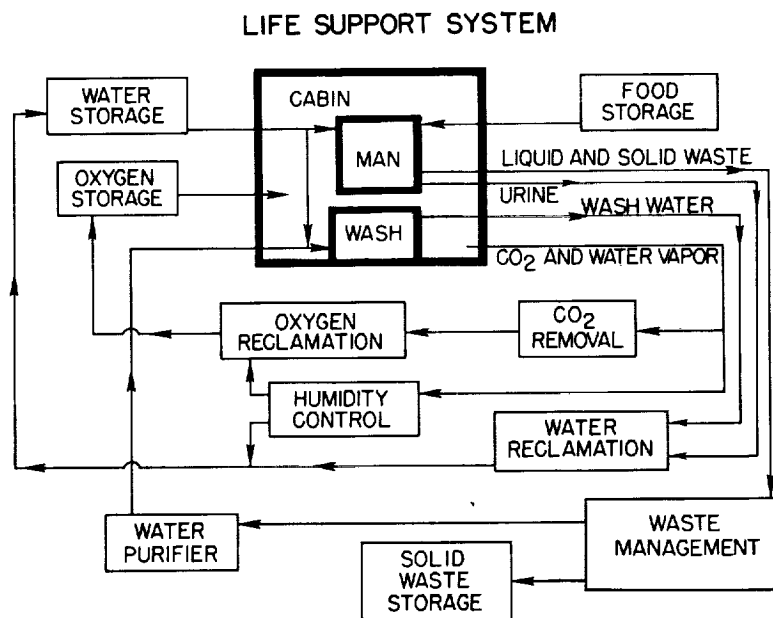 LIFE SUPPORT SYSTEM
WATER
STORAGE
CABIN
FOOD
STORAGE
MAN
LIQUID AND SOLID WASTE
OXYGEN
STORAGE
URINE
WASH WATER
WASH
CO₂ AND WATER VAPOR
OXYGEN
RECLAMATION
CO₂
REMOVAL
HUMIDITY
CONTROL
WATER
RECLAMATION
WATER
PURIFIER
WASTE
MANAGEMENT
SOLID
WASTE
STORAGE